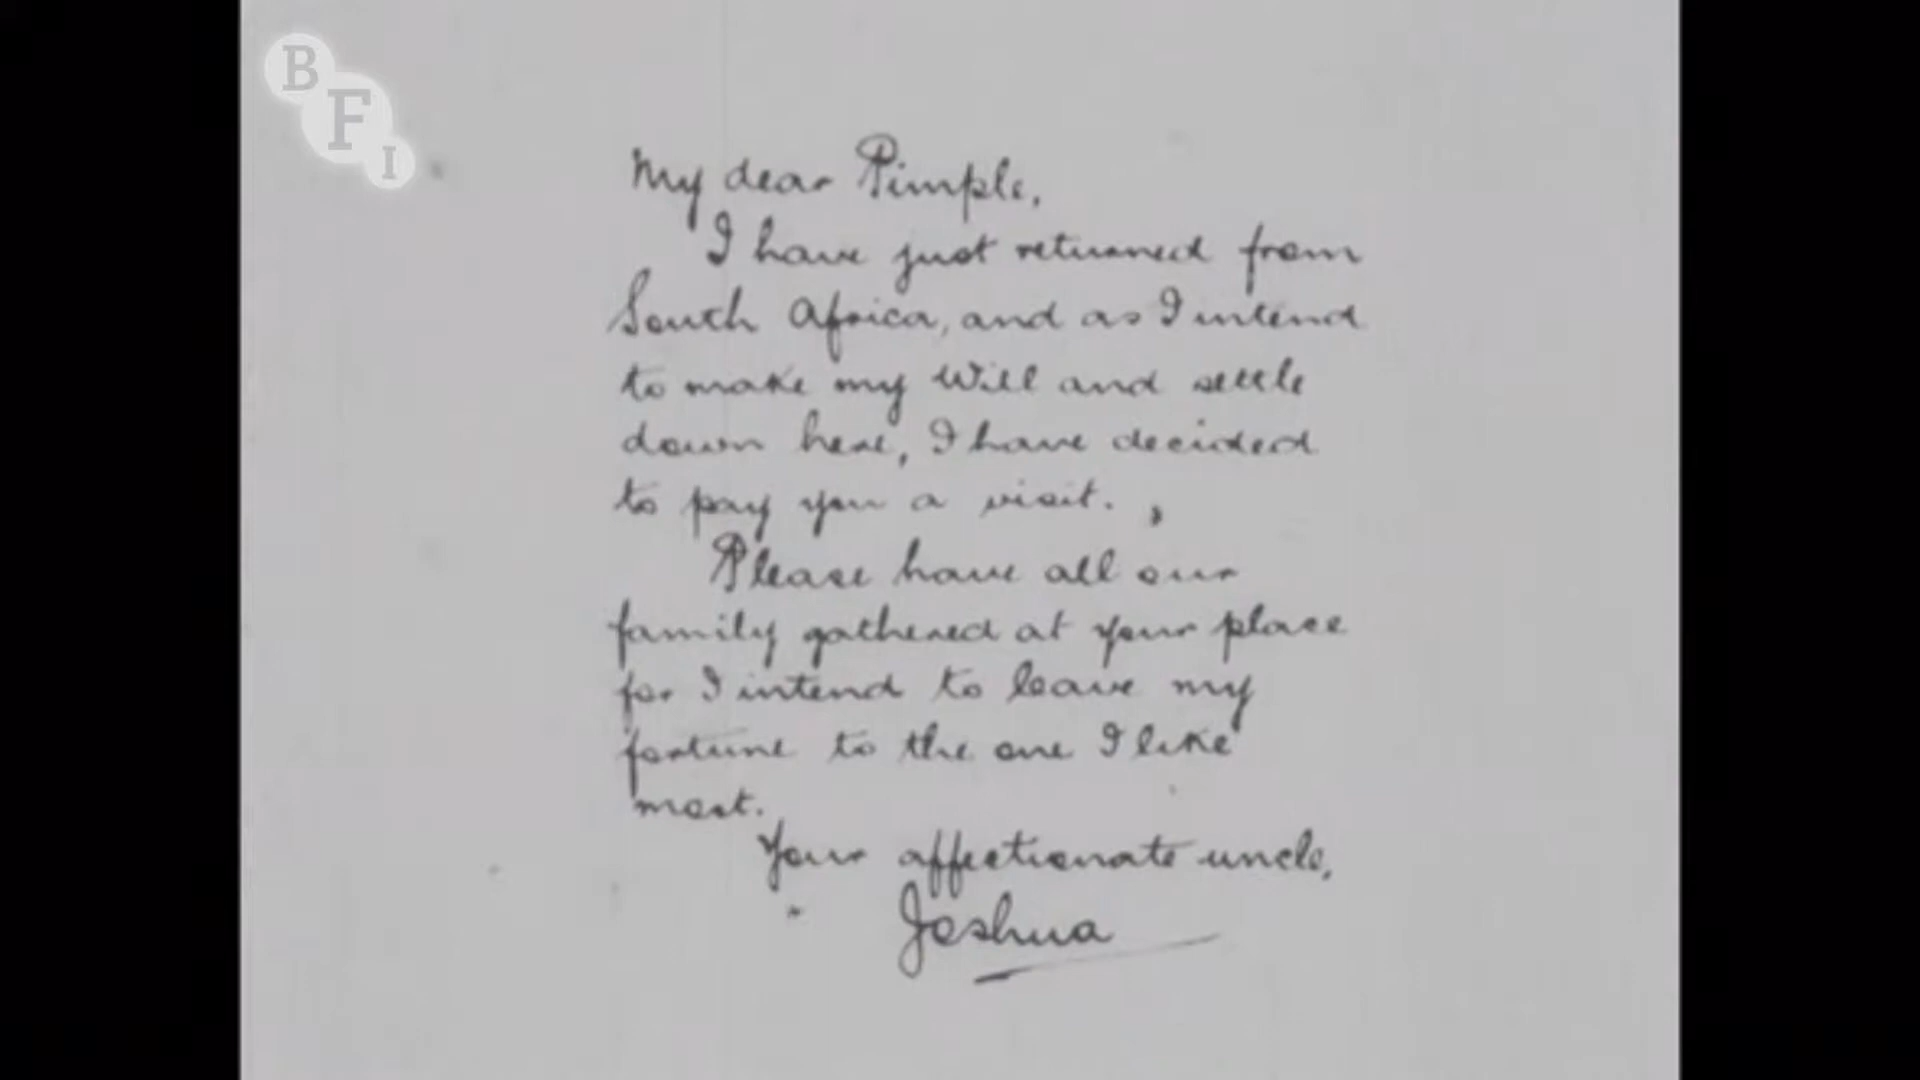 BFI
My dear Pimple,
I have just returned from
South Africa, and as I intend
to make my Will and settle
down here, I have decided
to pay you a visit.
Please have all our
family gathered at your place
for I intend to leave my
fortune to the one I like
most.
Your affectionate uncle,
Joshua